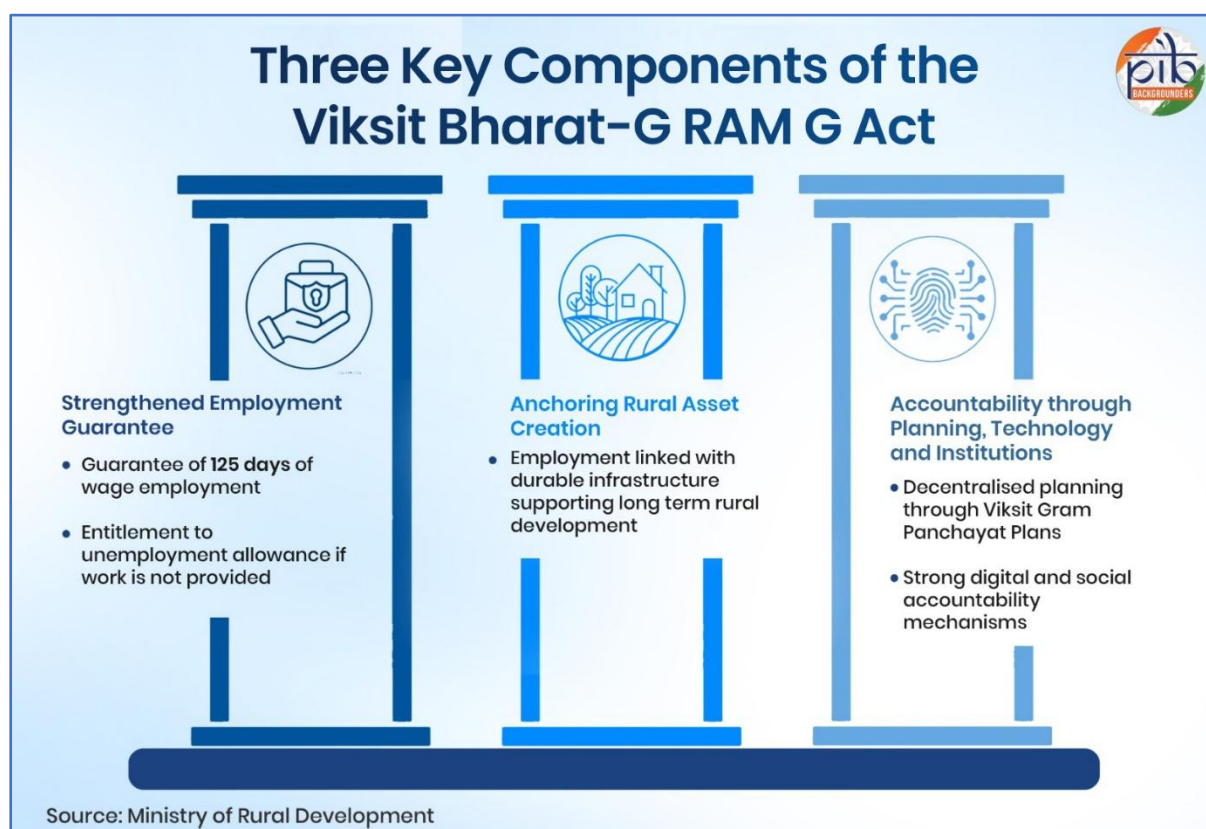 Three Key Components of the
Viksit Bharat-G RAM G Act
pib
BACKGROUNDERS
Strengthened Employment
Guarantee
• Guarantee of 125 days of
wage employment
• Entitlement to
unemployment allowance if
work is not provided
Anchoring Rural Asset
Creation
• Employment linked with
durable infrastructure
supporting long term rural
development
Accountability through
Planning, Technology
and Institutions
• Decentralised planning
through Viksit Gram
Panchayat Plans
• Strong digital and social
accountability
mechanisms
Source: Ministry of Rural Development